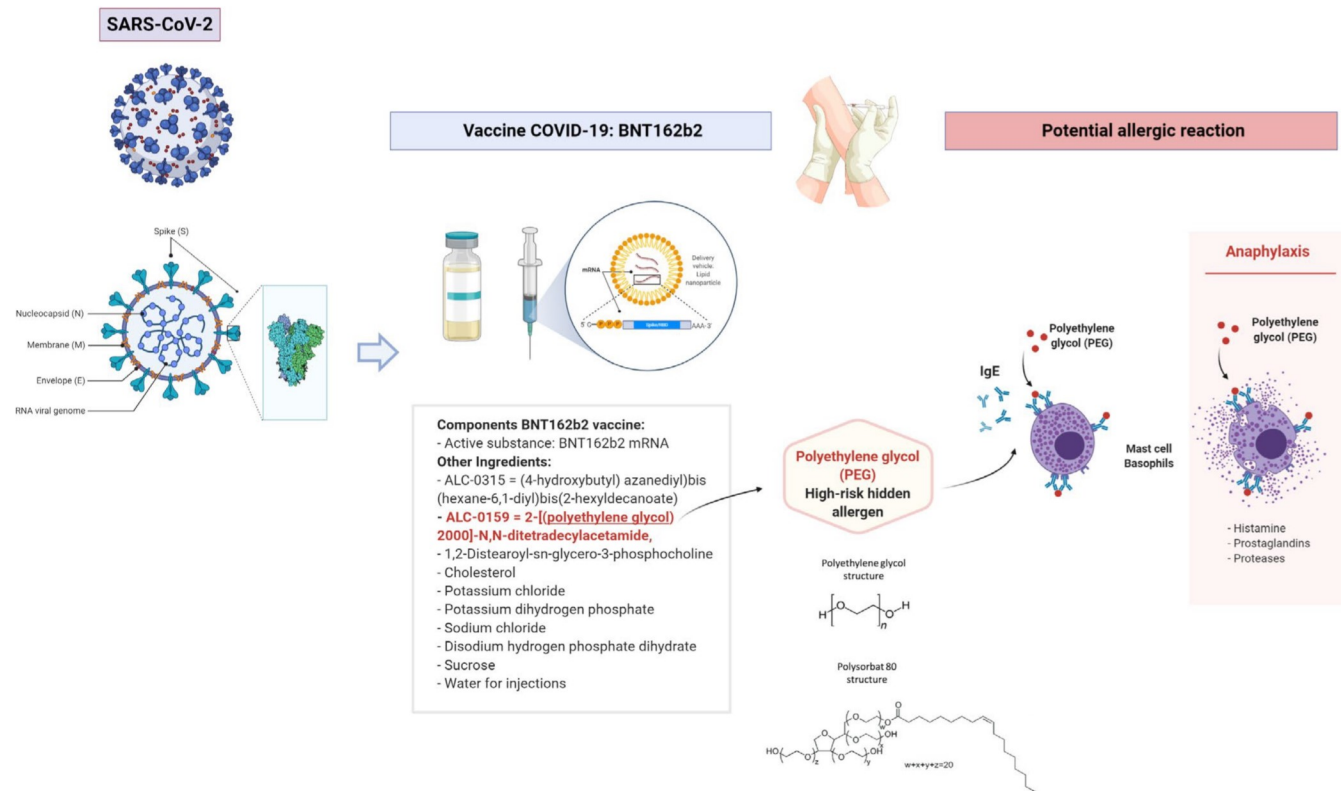 SARS-CoV-2
Spike (S)
Nucleocapsid (N)
Membrane (M)
Envelope (E)
RNA viral genome
Vaccine COVID-19: BNT162b2
mRNA
Delivery
vehicle:
Lipid
nanoparticle
5' C
P P P
Spike RNA
AAA-3'
Components BNT162b2 vaccine:
- Active substance: BNT162b2 mRNA
Other Ingredients:
- ALC-0315 = (4-hydroxybutyl) azanediyl)bis
(hexane-6,1-diyl)bis(2-hexyldecanoate)
- ALC-0159 = 2-[(polyethylene glycol)
2000]-N,N-ditetradecylacetamide,
- 1,2-Distearoyl-sn-glycero-3-phosphocholine
- Cholesterol
- Potassium chloride
- Potassium dihydrogen phosphate
- Sodium chloride
- Disodium hydrogen phosphate dihydrate
- Sucrose
- Water for injections
Polyethylene glycol
(PEG)
High-risk hidden
allergen
Polyethylene glycol
structure
H O O H n
Polysorbat 80
structure
O
O w O
O O x OH
HO O z O y OH
w+x+y+z=20
Potential allergic reaction
IgE
Polyethylene
glycol (PEG)
Mast cell
Basophils
Anaphylaxis
Polyethylene
glycol (PEG)
- Histamine
- Prostaglandins
- Proteases